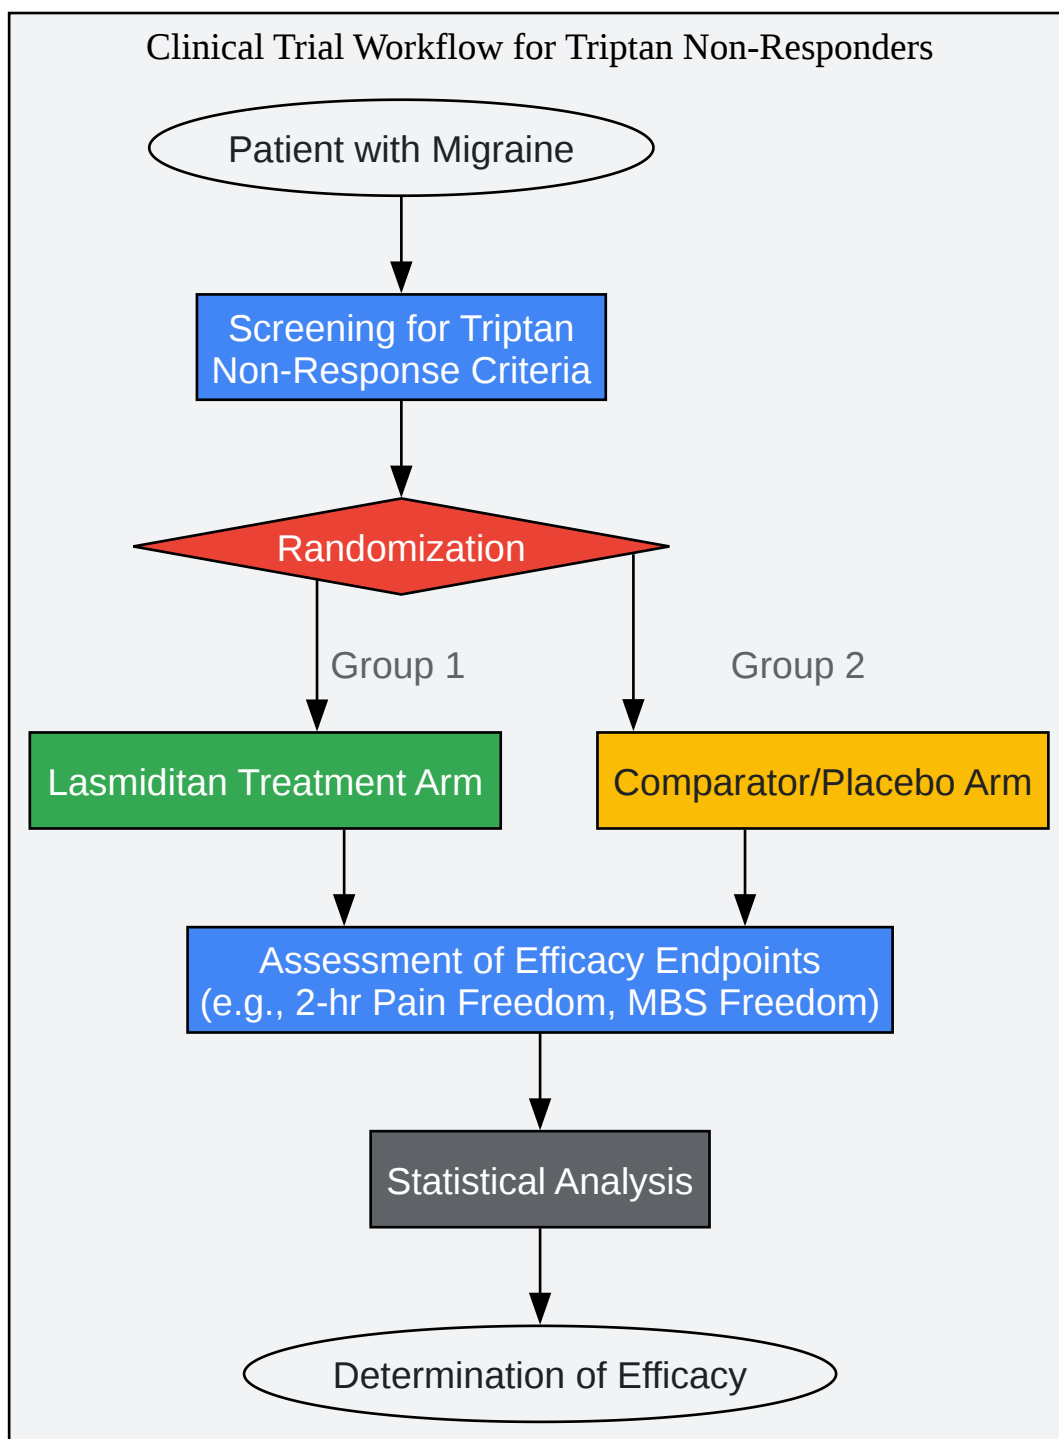 Clinical Trial Workflow for Triptan Non-Responders
Patient with Migraine
Screening for Triptan
Non-Response Criteria
Randomization
Group 1
Group 2
Lasmiditan Treatment Arm
Comparator/Placebo Arm
Assessment of Efficacy Endpoints
(e.g., 2-hr Pain Freedom, MBS Freedom)
Statistical Analysis
Determination of Efficacy